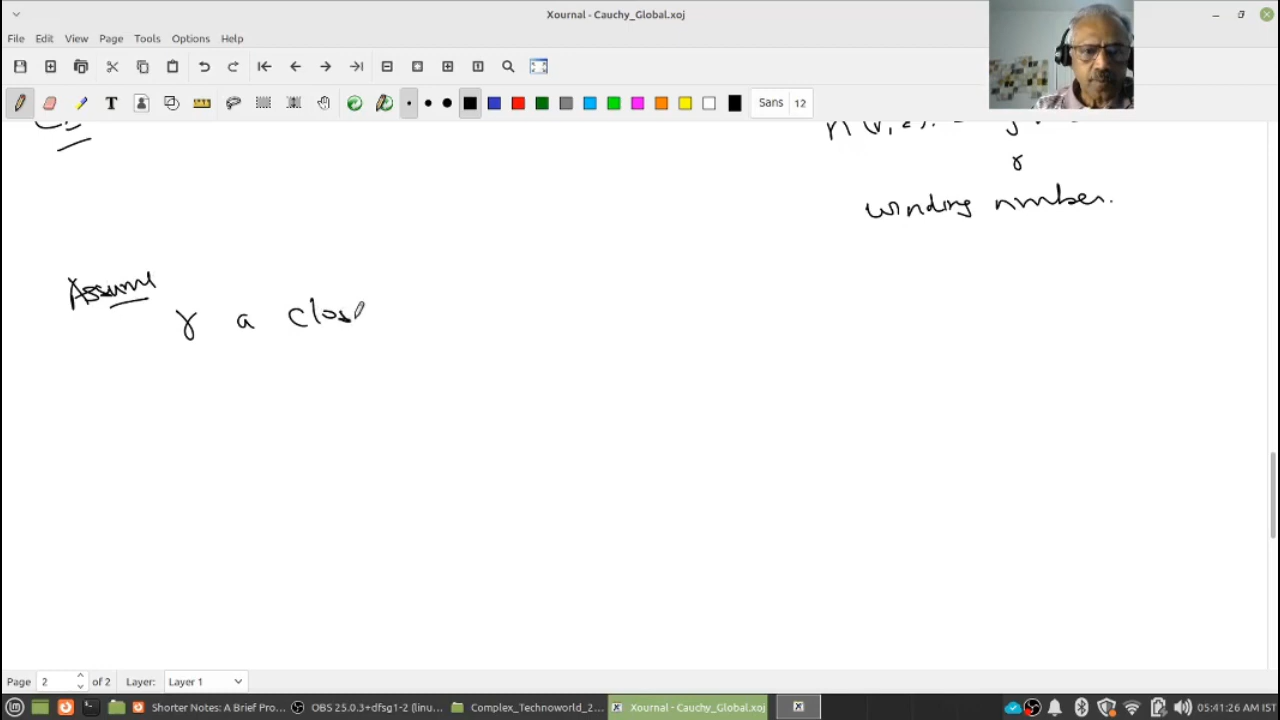 Xournal - Cauchy_Global.xoj
File Edit View Page Tools Options Help
Sans 12
winding number.
Assume
γ a clos
Page 2 of 2 Layer: Layer 1
Shorter Notes: A Brief Pro... OBS 25.0.3+dfsg1-2 (linu... Complex_Technoworld_2... Xournal - Cauchy_Global.xoj 05:41:26 AM IST